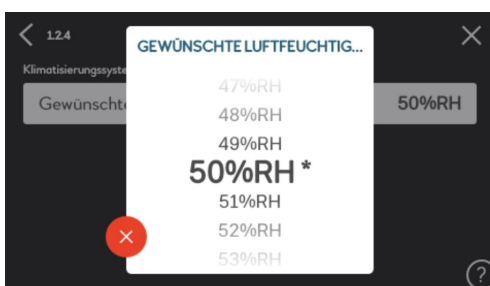 1.2.4
GEWÜNSCHTE LUFTFEUCHTIG...
Klimatisierungssyste
Gewünschte
50%RH
47%RH
48%RH
49%RH
50%RH *
51%RH
52%RH
53%RH
?